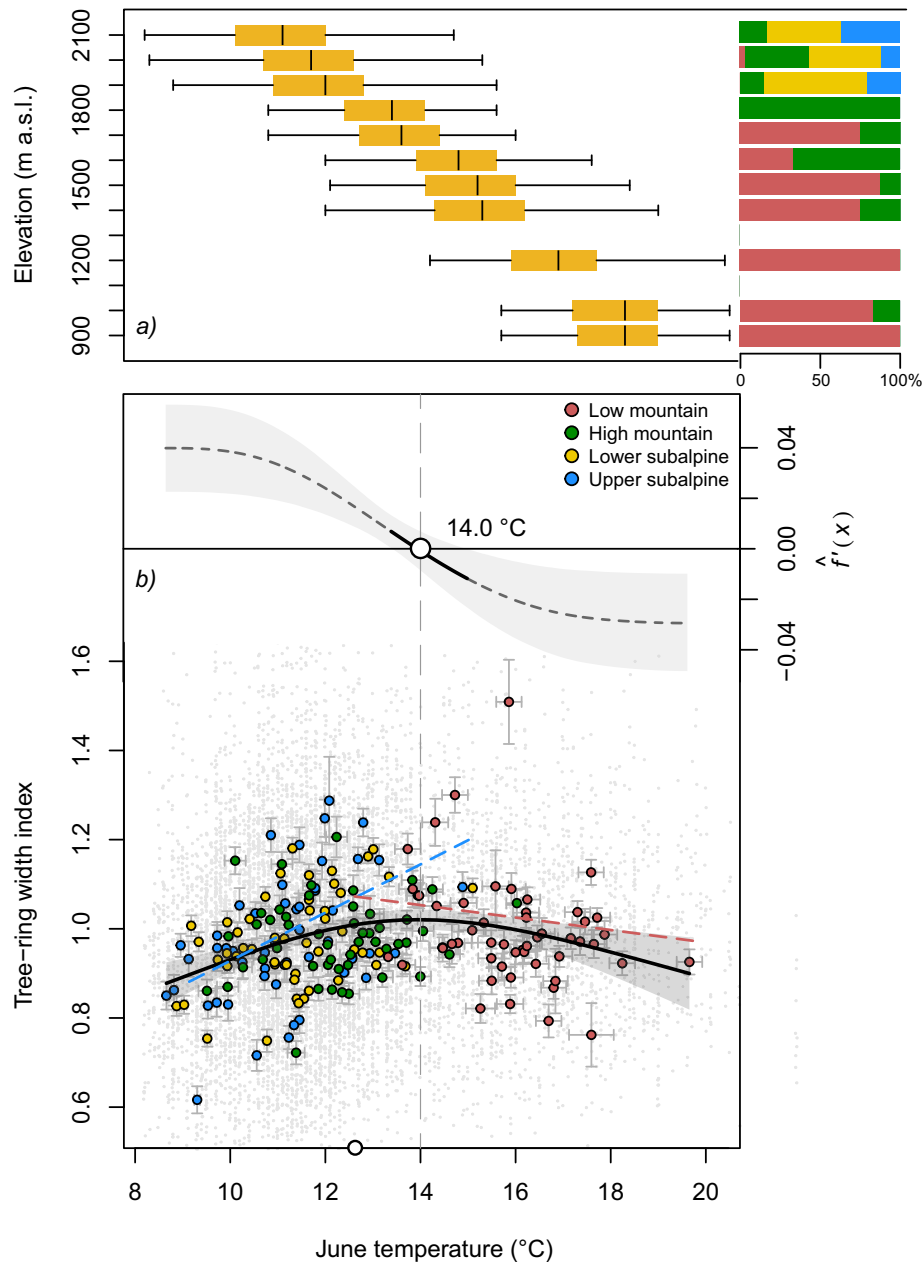 Elevation (m a.s.l.)
2100
1800
1500
1200
900
a)
0 50 100%
Low mountain
High mountain
Lower subalpine
Upper subalpine
14.0 °C
b)
0.04
0.00
−0.04
f̂'(x)
Tree−ring width index
1.6
1.4
1.2
1.0
0.8
0.6
8 10 12 14 16 18 20
June temperature (°C)